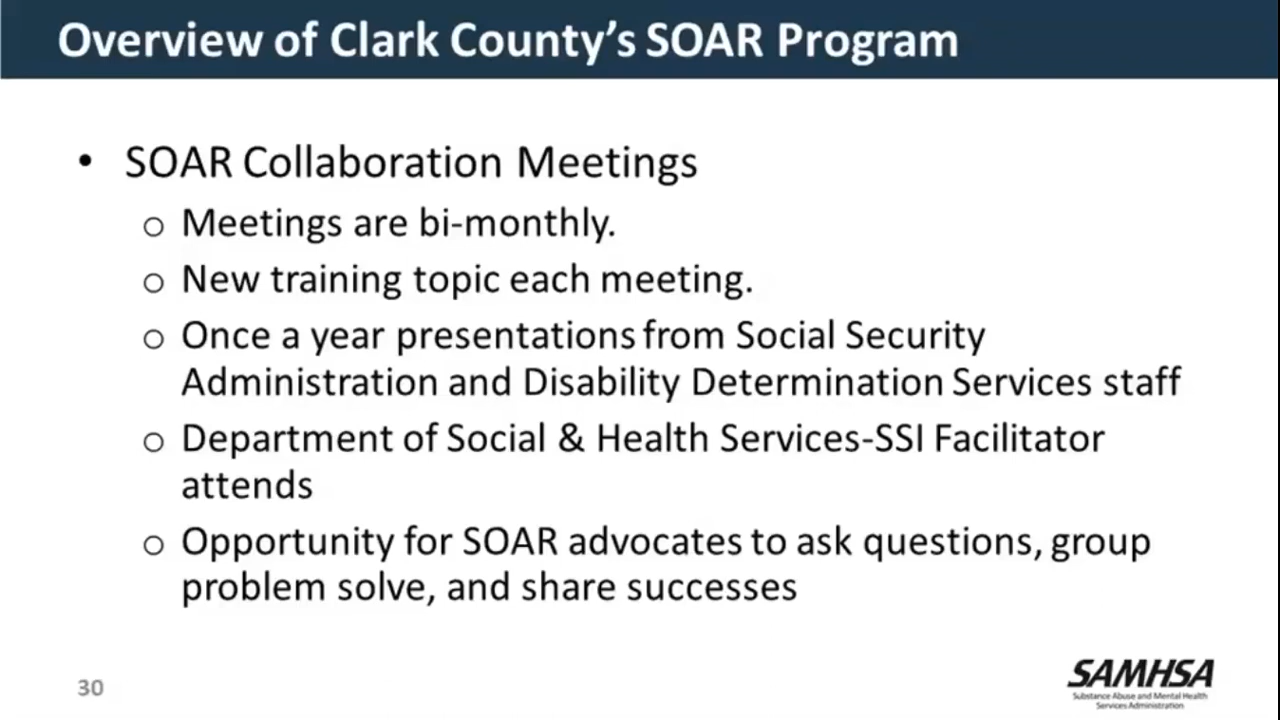 Overview of Clark County's SOAR Program
• SOAR Collaboration Meetings
o Meetings are bi-monthly.
o New training topic each meeting.
o Once a year presentations from Social Security
Administration and Disability Determination Services staff
o Department of Social & Health Services-SSI Facilitator
attends
o Opportunity for SOAR advocates to ask questions, group
problem solve, and share successes
30
SAMHSA
Substance Abuse and Mental Health
Services Administration